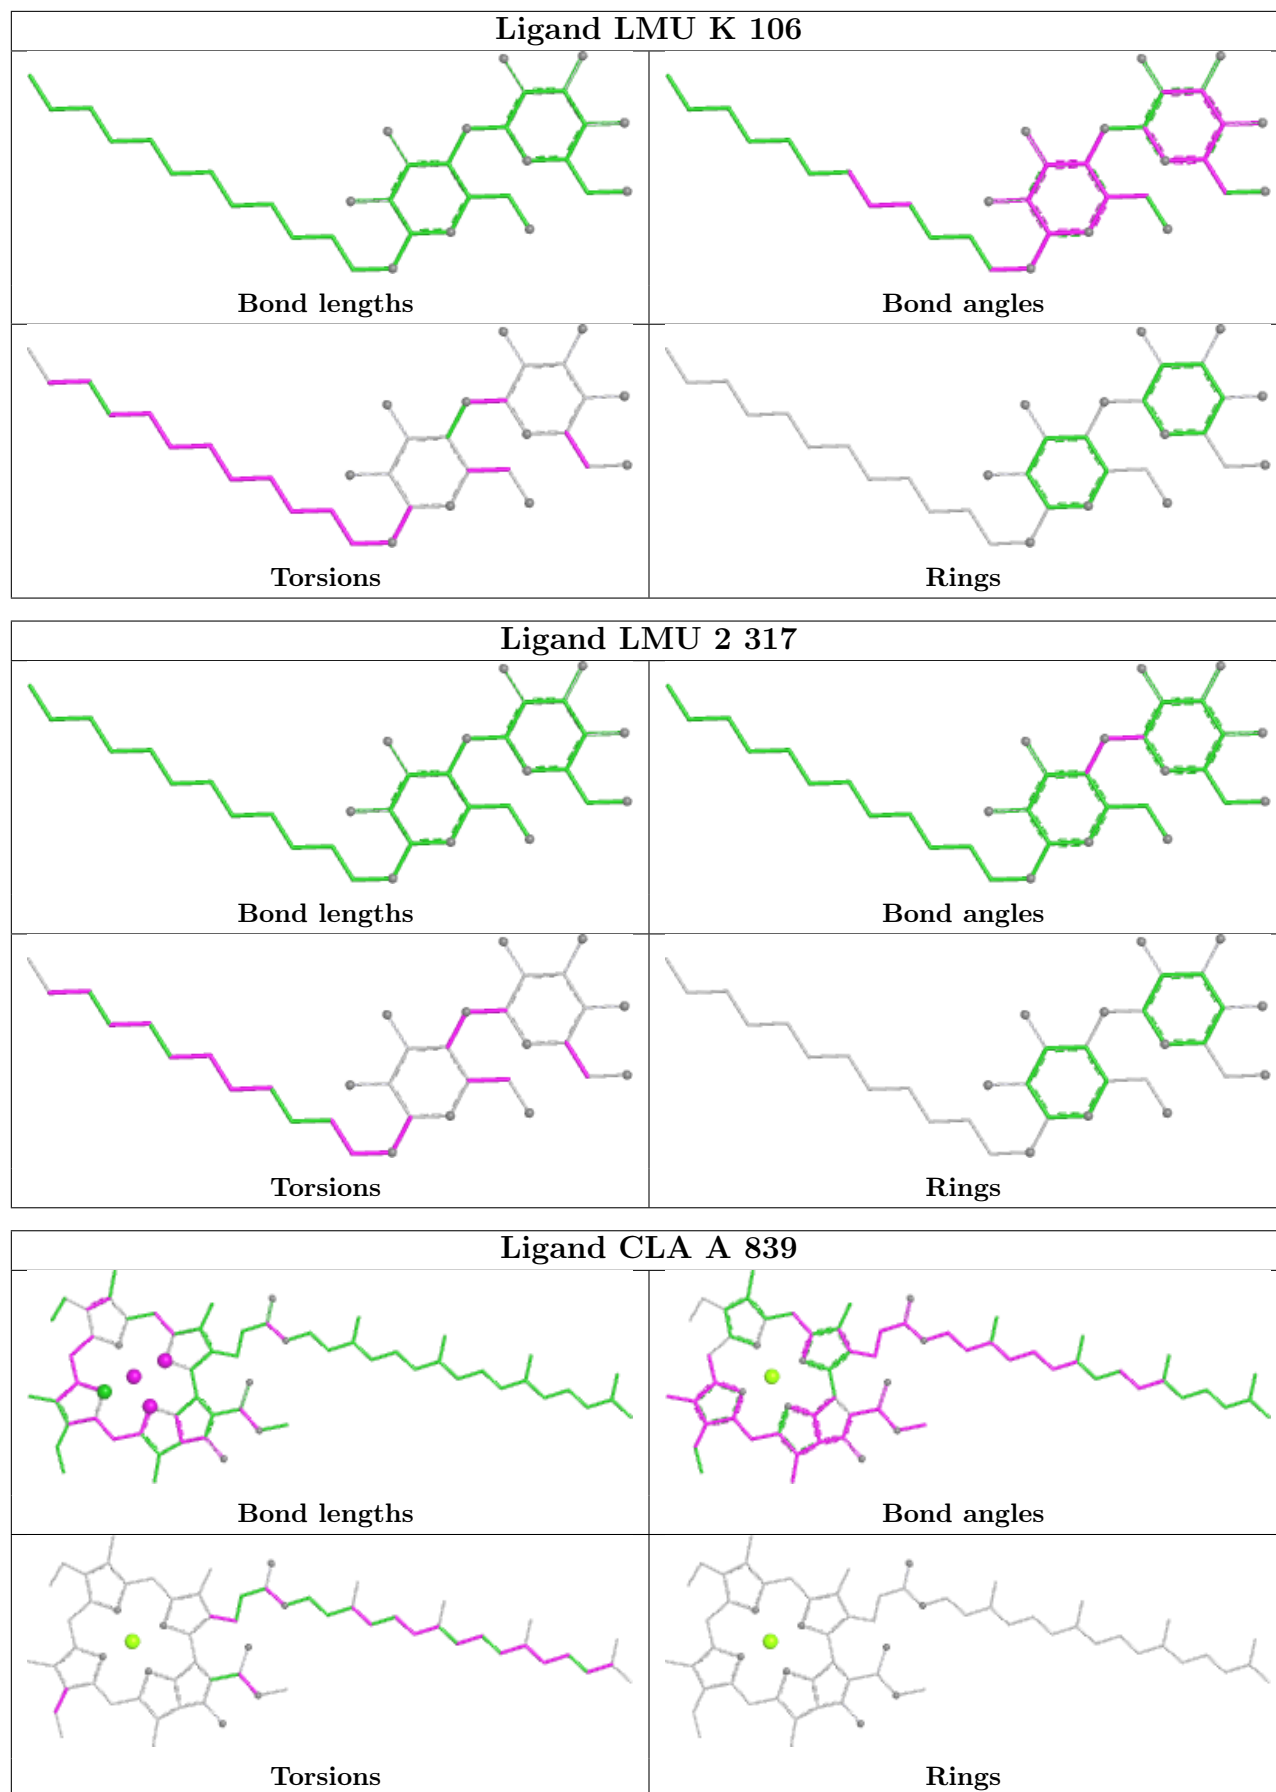 Ligand LMU K 106
Bond lengths
Bond angles
Torsions
Rings
Ligand LMU 2 317
Bond lengths
Bond angles
Torsions
Rings
Ligand CLA A 839
Bond lengths
Bond angles
Torsions
Rings